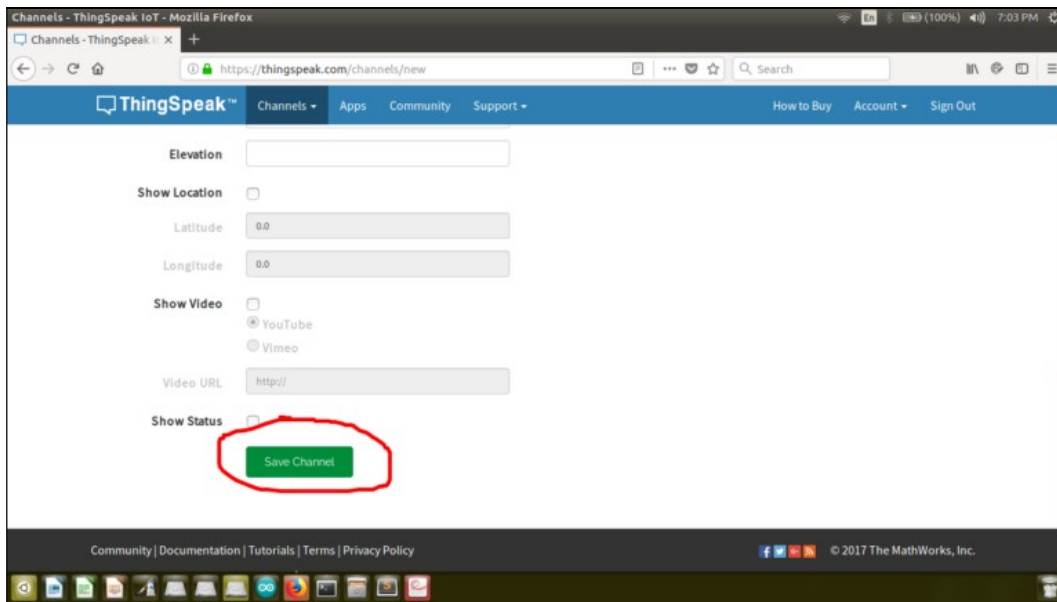 Channels - ThingSpeak IoT - Mozilla Firefox En (100%) 7:03 PM
Channels - ThingSpeak
https://thingspeak.com/channels/new Search
ThingSpeak™ Channels Apps Community Support How to Buy Account Sign Out
Elevation
Show Location
Latitude 0.0
Longitude 0.0
Show Video
YouTube
Vimeo
Video URL http://
Show Status
Save Channel
Community | Documentation | Tutorials | Terms | Privacy Policy © 2017 The MathWorks, Inc.